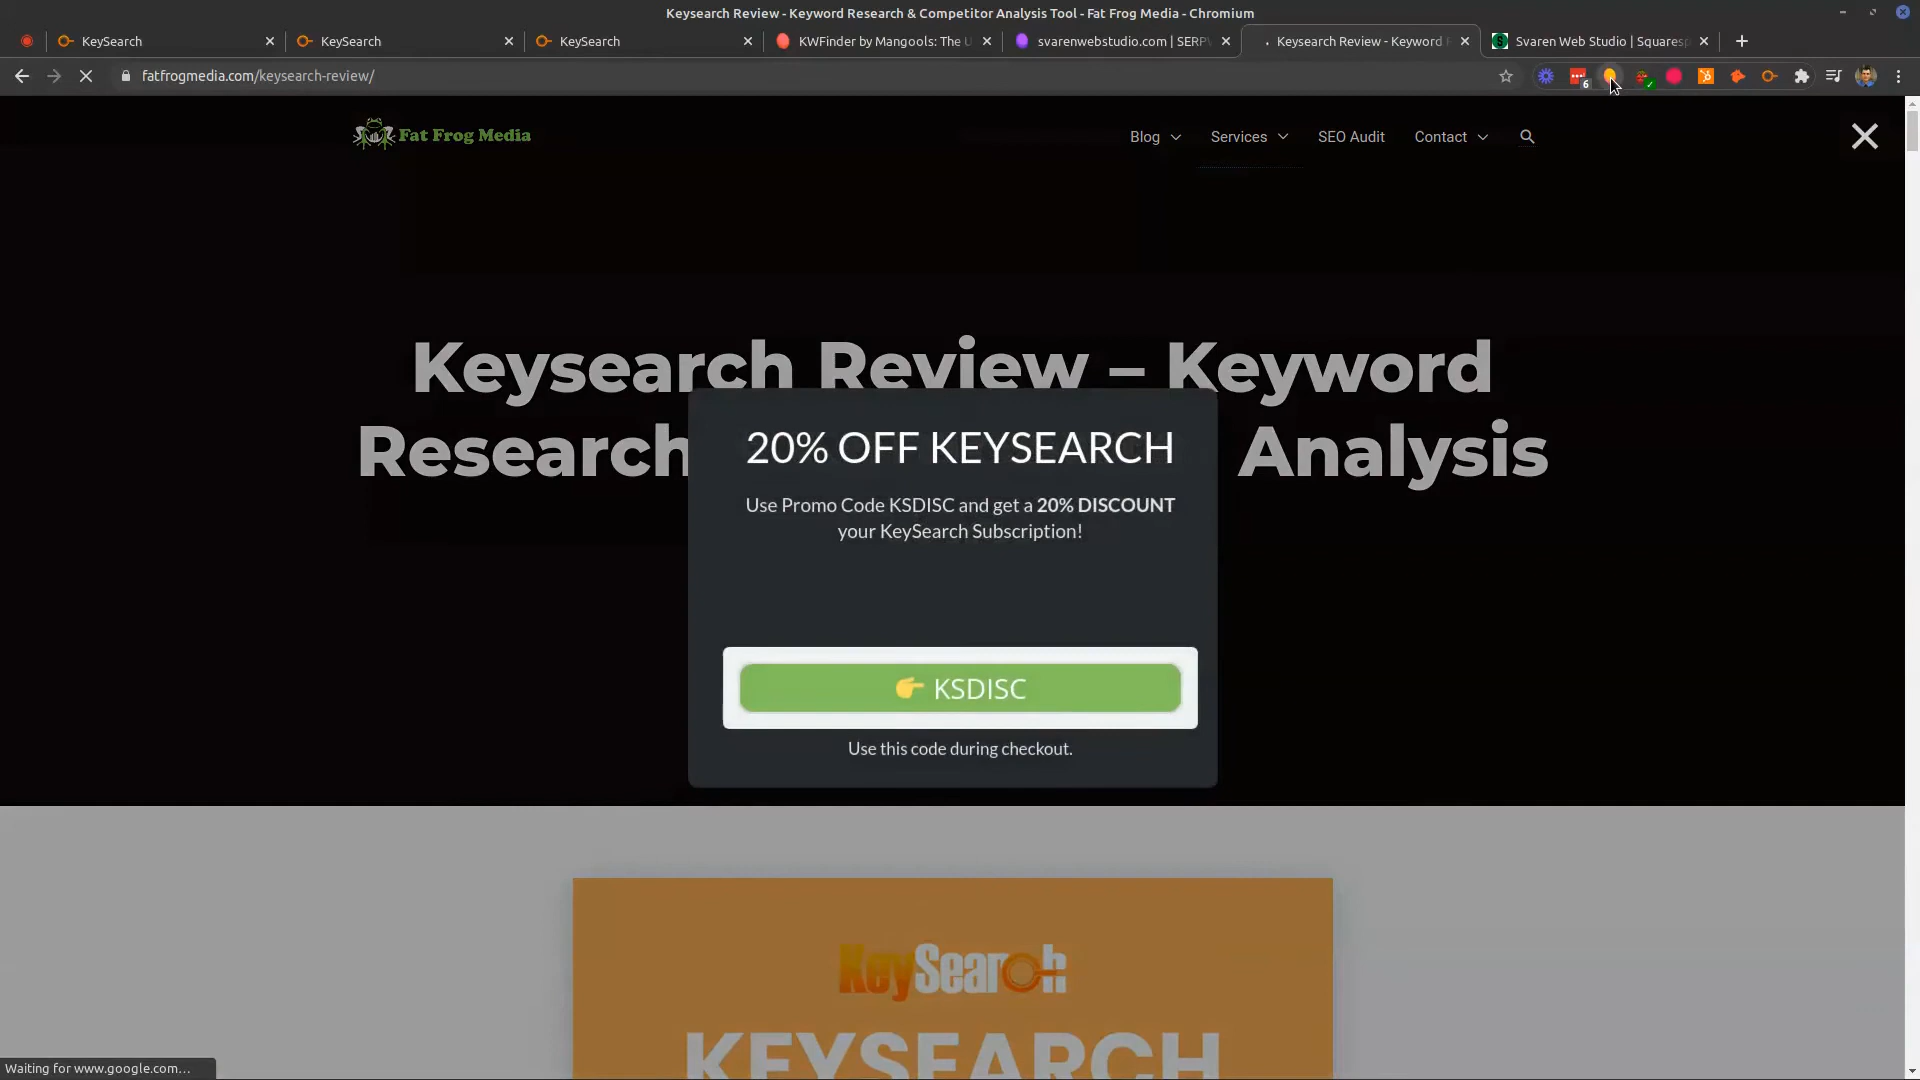 Keysearch Review - Keyword Research & Competitor Analysis Tool - Fat Frog Media - Chromium
KeySearch
KeySearch
KeySearch
KWFinder by Mangools: The U
svarenwebstudio.com | SERP
Keysearch Review - Keyword
Svaren Web Studio | Squaresp
fatfrogmedia.com/keysearch-review/
6
Fat Frog Media
Blog
Services
SEO Audit
Contact
Keysearch Review – Keyword
Research
Analysis
20% OFF KEYSEARCH
Use Promo Code KSDISC and get a 20% DISCOUNT
your KeySearch Subscription!
👉 KSDISC
Use this code during checkout.
KeySearch
KEYSEARCH
Waiting for www.google.com...